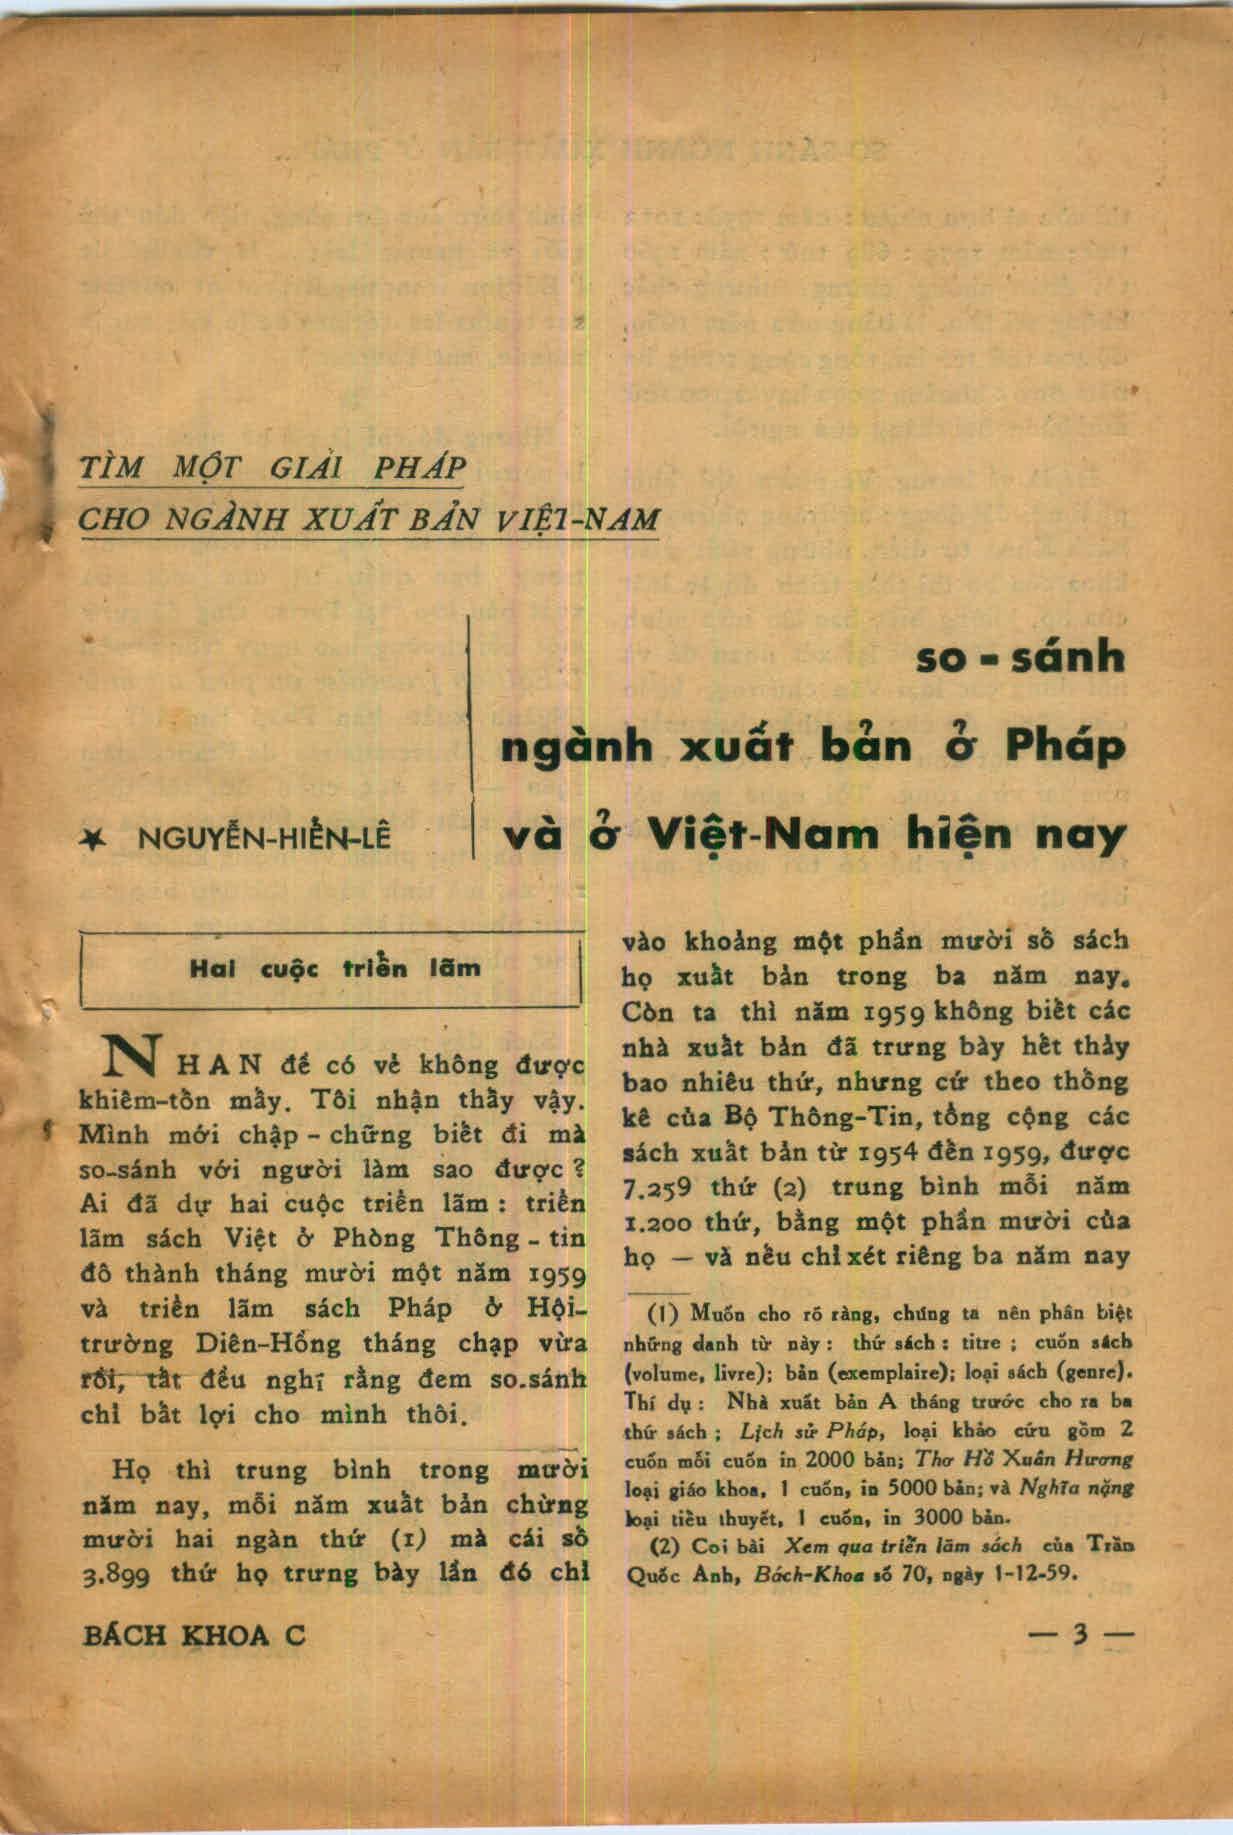 TÌM MỘT GIẢI PHÁP
CHO NGÀNH XUẤT BẢN VIỆT-NAM
so - sánh
ngành xuất bản ở Pháp
và ở Việt-Nam hiện nay
★ NGUYỄN-HIẾN-LÊ
Hai cuộc triển lãm
NHAN đề có vẻ không được
khiêm-tốn mấy. Tôi nhận thấy vậy.
Mình mới chập - chững biết đi mà
so-sánh với người làm sao được ?
Ai đã dự hai cuộc triển lãm : triển
lãm sách Việt ở Phòng Thông - tin
đô thành tháng mười một năm 1959
và triển lãm sách Pháp ở Hội-
trường Diên-Hồng tháng chạp vừa
rồi, tất đều nghĩ rằng đem so.sánh
chỉ bất lợi cho mình thôi.
Họ thì trung bình trong mười
năm nay, mỗi năm xuất bản chừng
mười hai ngàn thứ (1) mà cái số
3.899 thứ họ trưng bày lần đó chỉ
vào khoảng một phần mười số sách
họ xuất bản trong ba năm nay.
Còn ta thì năm 1959 không biết các
nhà xuất bản đã trưng bày hết thảy
bao nhiêu thứ, nhưng cứ theo thống
kê của Bộ Thông-Tin, tổng cộng các
sách xuất bản từ 1954 đến 1959, được
7.259 thứ (2) trung bình mỗi năm
1.200 thứ, bằng một phần mười của
họ — và nếu chỉ xét riêng ba năm nay
(1) Muốn cho rõ ràng, chúng ta nên phân biệt
những danh từ này : thứ sách : titre ; cuốn sách
(volume, livre); bản (exemplaire); loại sách (genre).
Thí dụ : Nhà xuất bản A tháng trước cho ra ba
thứ sách ; Lịch sử Pháp, loại khảo cứu gồm 2
cuốn mỗi cuốn in 2000 bản; Thơ Hồ Xuân Hương
loại giáo khoa, 1 cuốn, in 5000 bản; và Nghĩa nặng
loại tiều thuyết, 1 cuốn, in 3000 bản.
(2) Coi bài Xem qua triển lãm sách của Trần
Quốc Anh, Bách-Khoa số 70, ngày 1-12-59.
BÁCH KHOA C
— 3 —